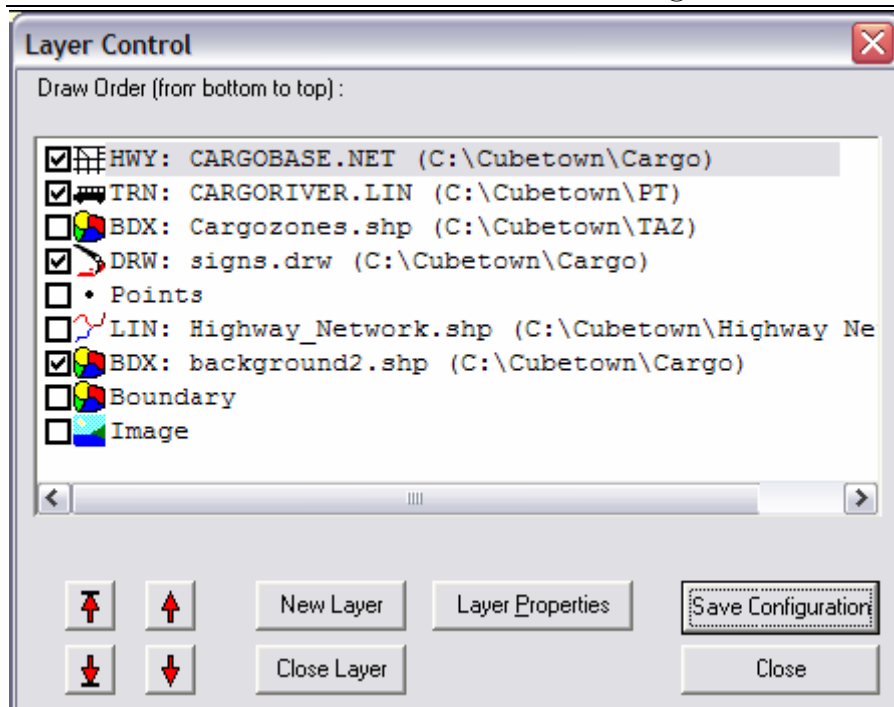 Layer Control
Draw Order (from bottom to top) :
HWY: CARGOBASE.NET (C:\Cubetown\Cargo)
TRN: CARGORIVER.LIN (C:\Cubetown\PT)
BDX: Cargozones.shp (C:\Cubetown\TAZ)
DRW: signs.drw (C:\Cubetown\Cargo)
Points
LIN: Highway_Network.shp (C:\Cubetown\Highway Ne
BDX: background2.shp (C:\Cubetown\Cargo)
Boundary
Image
New Layer Layer Properties Save Configuration
Close Layer Close